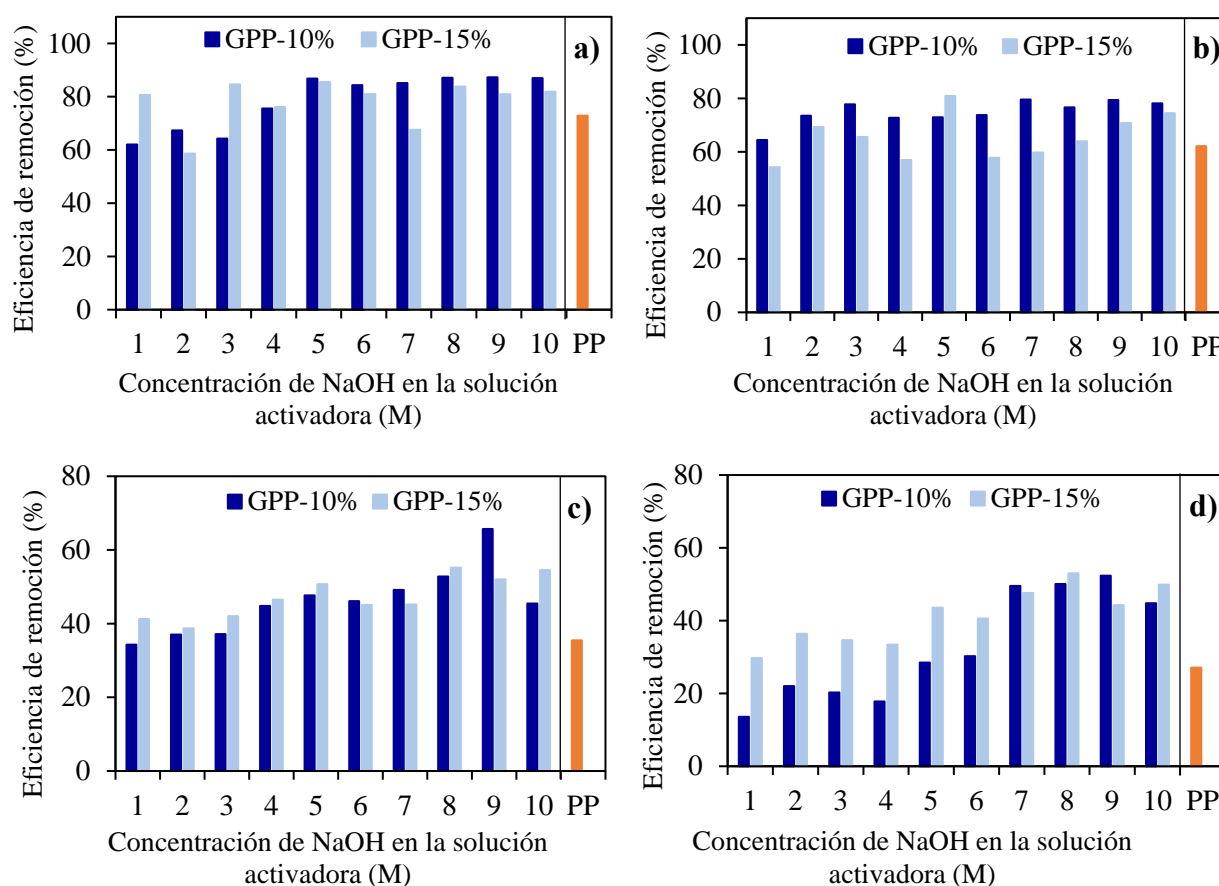 Eficiencia de remoción (%)
100
80
60
40
20
0
GPP-10% GPP-15%
a)
1 2 3 4 5 6 7 8 9 10 PP
Concentración de NaOH en la solución
activadora (M)
Eficiencia de remoción (%)
100
80
60
40
20
0
GPP-10% GPP-15%
b)
1 2 3 4 5 6 7 8 9 10 PP
Concentración de NaOH en la solución
activadora (M)
Eficiencia de remoción (%)
80
60
40
20
0
GPP-10% GPP-15%
c)
1 2 3 4 5 6 7 8 9 10 PP
Concentración de NaOH en la solución
activadora (M)
Eficiencia de remoción (%)
80
60
40
20
0
GPP-10% GPP-15%
d)
1 2 3 4 5 6 7 8 9 10 PP
Concentración de NaOH en la solución
activadora (M)